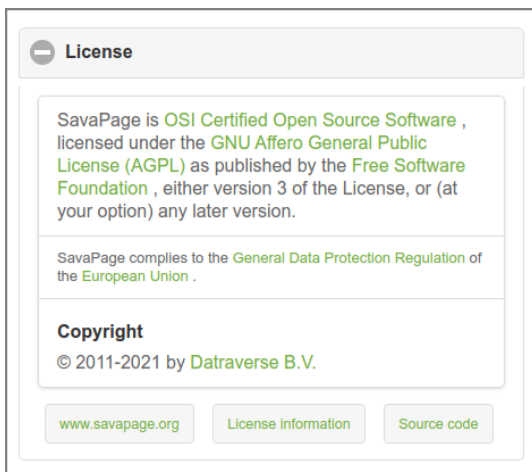 License
SavaPage is OSI Certified Open Source Software ,
licensed under the GNU Affero General Public
License (AGPL) as published by the Free Software
Foundation , either version 3 of the License, or (at
your option) any later version.
SavaPage complies to the General Data Protection Regulation of
the European Union .
Copyright
© 2011-2021 by Datraverse B.V.
www.savapage.org License information Source code